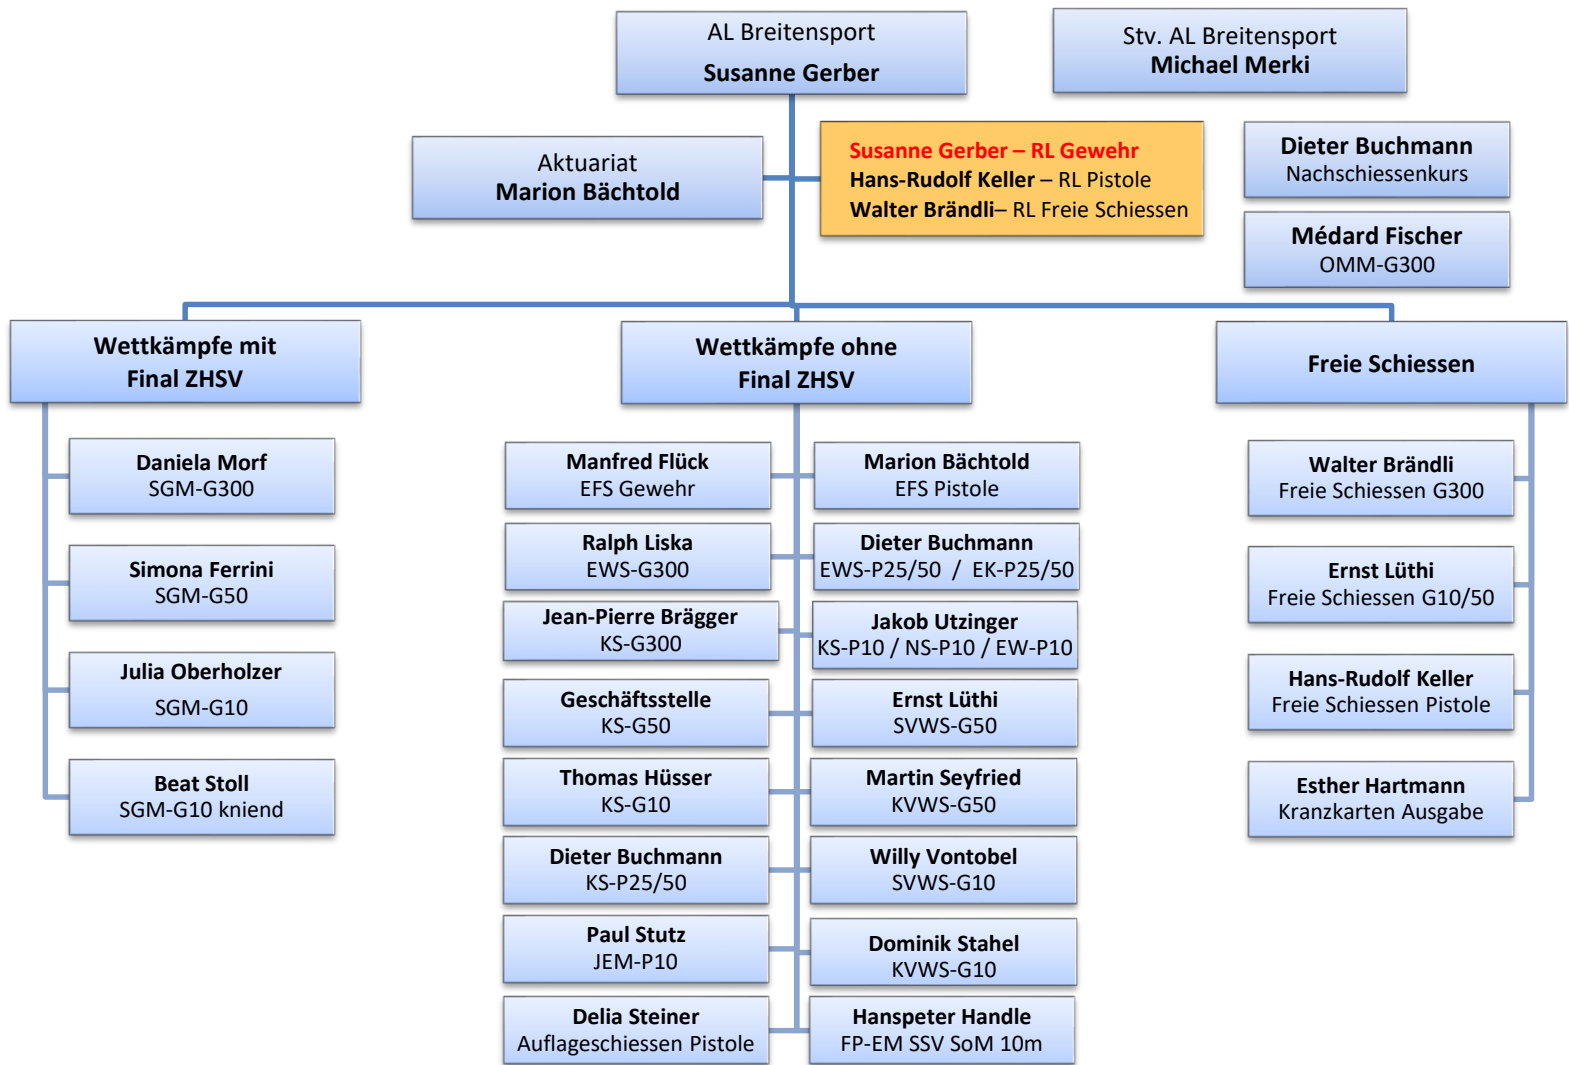 AL Breitensport
Susanne Gerber
Stv. AL Breitensport
Michael Merki
Aktuariat
Marion Bächtold
Susanne Gerber – RL Gewehr
Hans-Rudolf Keller – RL Pistole
Walter Brändli– RL Freie Schiessen
Dieter Buchmann
Nachschiessenkurs
Médard Fischer
OMM-G300
Wettkämpfe mit
Final ZHSV
Daniela Morf
SGM-G300
Simona Ferrini
SGM-G50
Julia Oberholzer
SGM-G10
Beat Stoll
SGM-G10 kniend
Wettkämpfe ohne
Final ZHSV
Manfred Flück
EFS Gewehr
Marion Bächtold
EFS Pistole
Ralph Liska
EWS-G300
Dieter Buchmann
EWS-P25/50 / EK-P25/50
Jean-Pierre Brägger
KS-G300
Jakob Utzinger
KS-P10 / NS-P10 / EW-P10
Geschäftsstelle
KS-G50
Ernst Lüthi
SVWS-G50
Thomas Hüsser
KS-G10
Martin Seyfried
KVWS-G50
Dieter Buchmann
KS-P25/50
Willy Vontobel
SVWS-G10
Paul Stutz
JEM-P10
Dominik Stahel
KVWS-G10
Delia Steiner
Auflageschiessen Pistole
Hanspeter Handle
FP-EM SSV SoM 10m
Freie Schiessen
Walter Brändli
Freie Schiessen G300
Ernst Lüthi
Freie Schiessen G10/50
Hans-Rudolf Keller
Freie Schiessen Pistole
Esther Hartmann
Kranzkarten Ausgabe